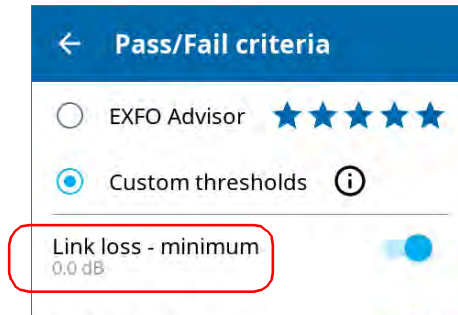 Pass/Fail criteria
EXFO Advisor
Custom thresholds
Link loss - minimum
0.0 dB